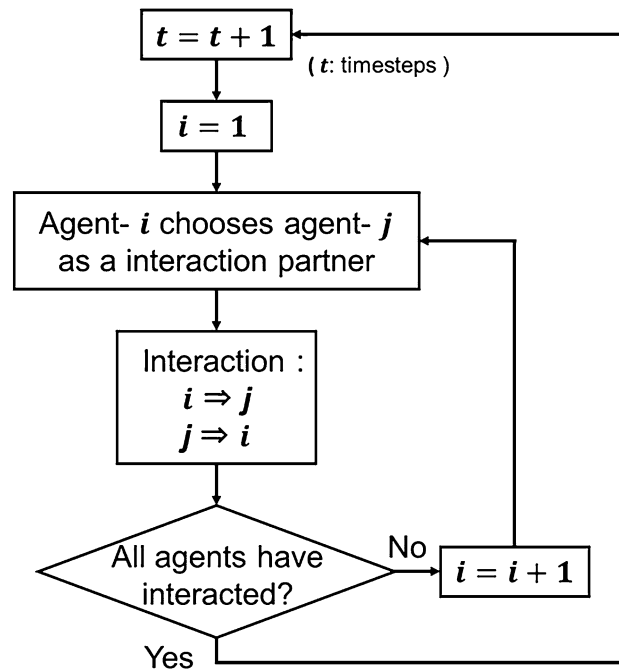 t = t + 1
( t: timesteps )
i = 1
Agent- i chooses agent- j
as a interaction partner
Interaction :
i ⇒ j
j ⇒ i
All agents have
interacted?
No
i = i + 1
Yes